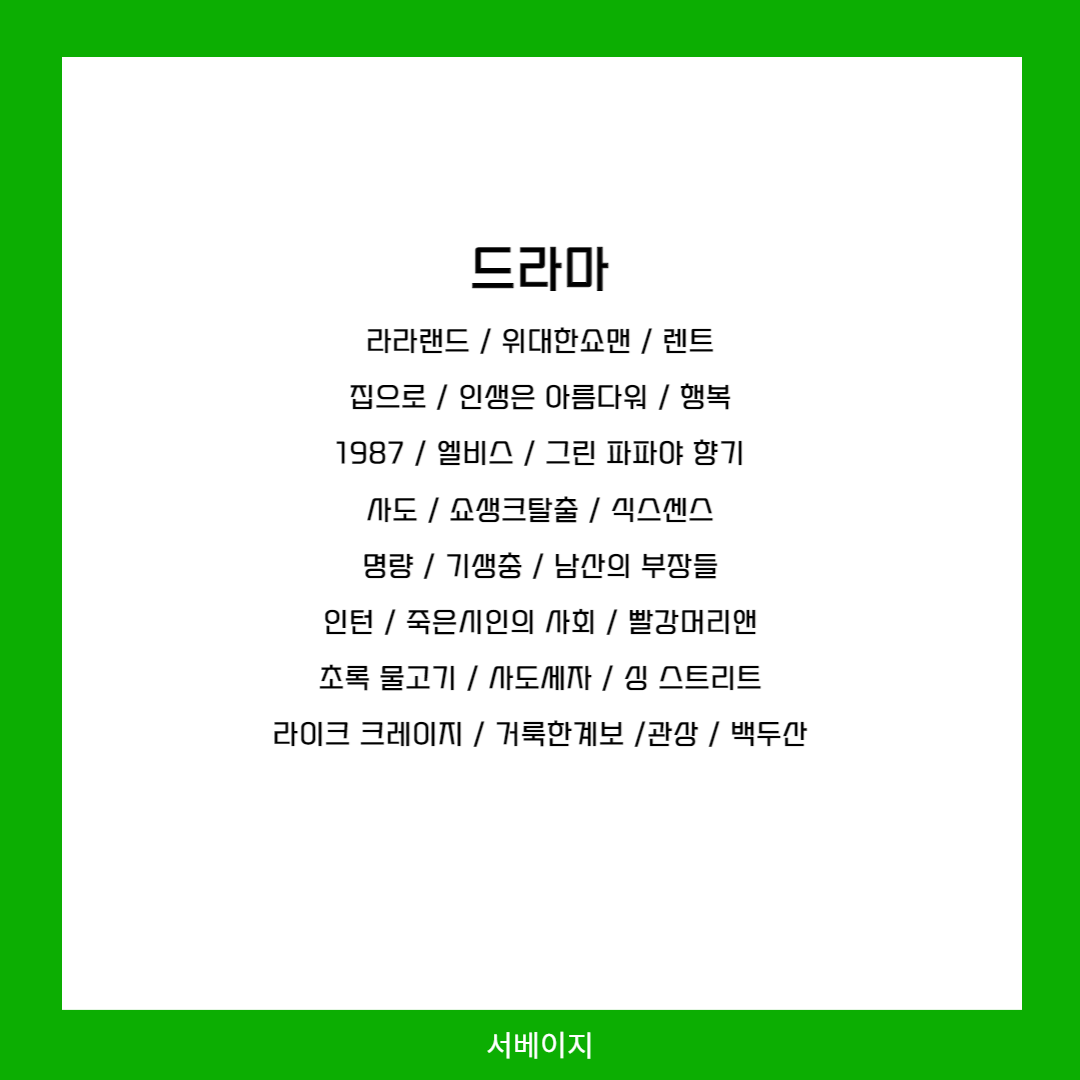 드라마
라라랜드 / 위대한쇼맨 / 렌트
집으로 / 인생은 아름다워 / 행복
1987 / 엘비스 / 그린 파파야 향기
사도 / 쇼생크탈출 / 식스센스
명량 / 기생충 / 남산의 부장들
인턴 / 죽은시인의 사회 / 빨강머리앤
초록 물고기 / 사도세자 / 싱 스트리트
라이크 크레이지 / 거룩한계보 /관상 / 백두산
서베이지